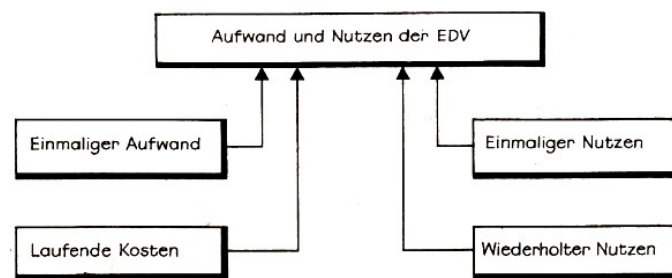 Aufwand und Nutzen der EDV
Einmaliger Aufwand
Einmaliger Nutzen
Laufende Kosten
Wiederholter Nutzen